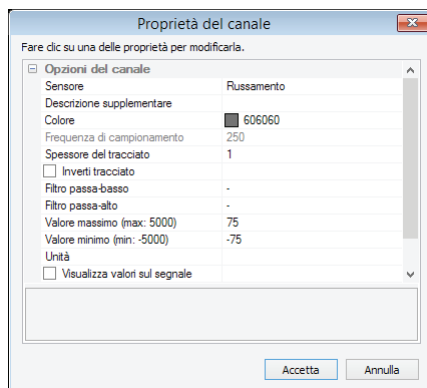 Proprietà del canale
Fare clic su una delle proprietà per modificarla.
Opzioni del canale
Sensore Russamento
Descrizione supplementare
Colore 606060
Frequenza di campionamento 250
Spessore del tracciato 1
Inverti tracciato
Filtro passa-basso -
Filtro passa-alto -
Valore massimo (max: 5000) 75
Valore minimo (min: -5000) -75
Unità
Visualizza valori sul segnale
Accetta Annulla